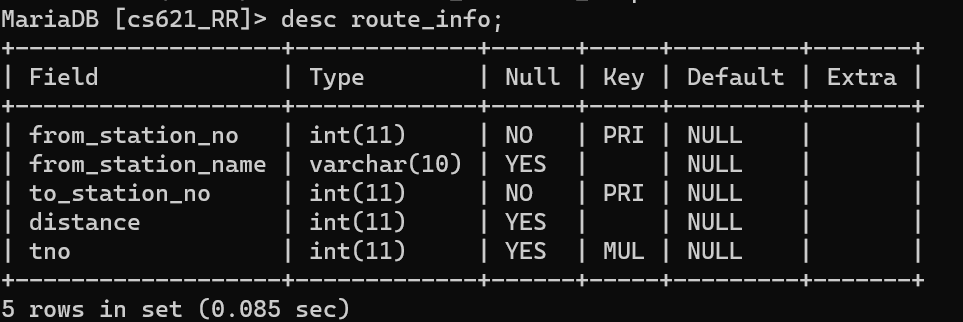 MariaDB [cs621_RR]> desc route_info;
+-------------------+-------------+------+-----+---------+-------+
| Field             | Type        | Null | Key | Default | Extra |
+-------------------+-------------+------+-----+---------+-------+
| from_station_no   | int(11)     | NO   | PRI | NULL    |       |
| from_station_name | varchar(10) | YES  |     | NULL    |       |
| to_station_no     | int(11)     | NO   | PRI | NULL    |       |
| distance          | int(11)     | YES  |     | NULL    |       |
| tno               | int(11)     | YES  | MUL | NULL    |       |
+-------------------+-------------+------+-----+---------+-------+
5 rows in set (0.085 sec)